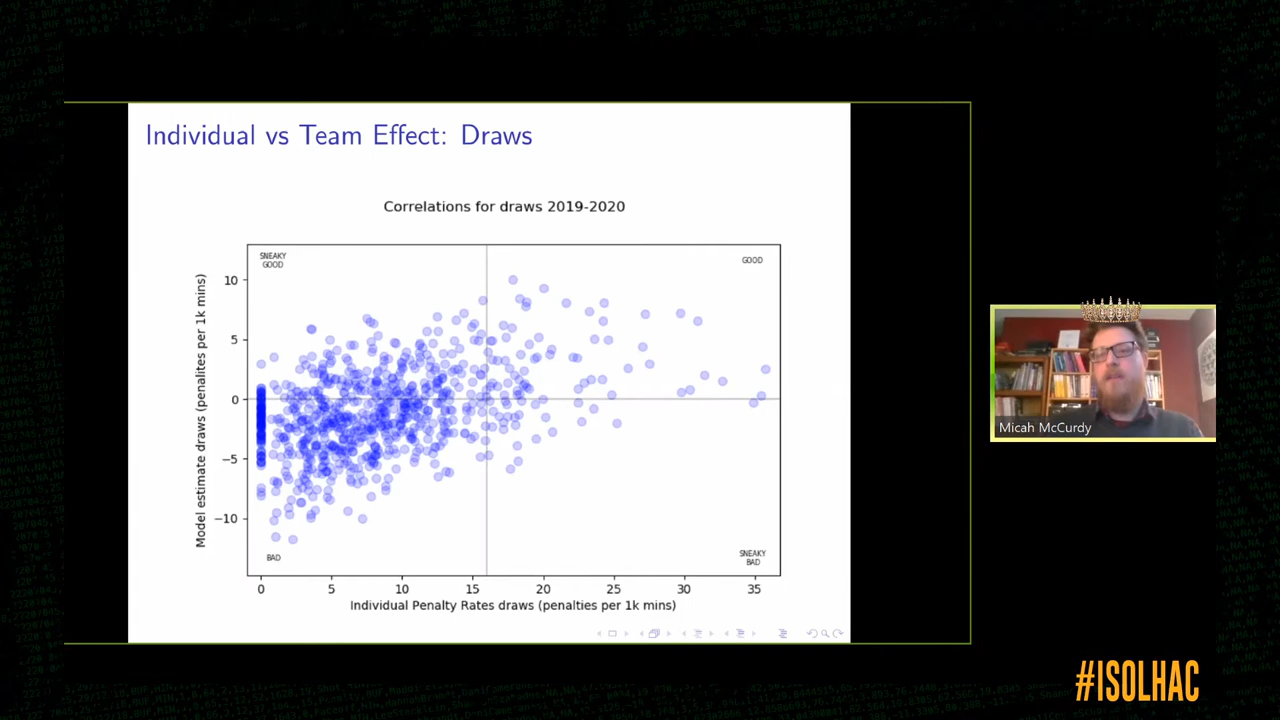 Individual vs Team Effect: Draws
Correlations for draws 2019-2020
SNEAKY
GOOD
GOOD
10
5
0
−5
−10
Model estimate draws (penalites per 1k mins)
BAD
SNEAKY
BAD
0 5 10 15 20 25 30 35
Individual Penalty Rates draws (penalties per 1k mins)
Micah McCurdy
#ISOLHAC